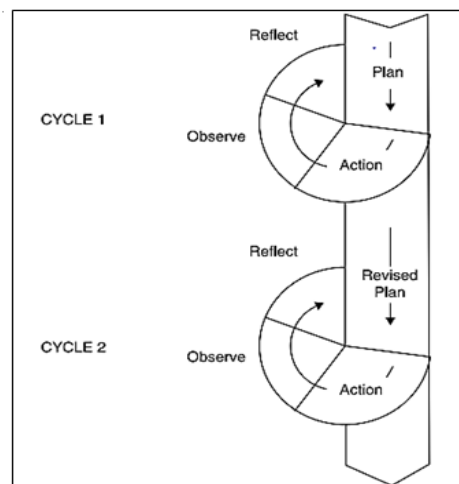 Reflect
Plan
CYCLE 1
Observe
Action
Reflect
Revised
Plan
CYCLE 2
Observe
Action